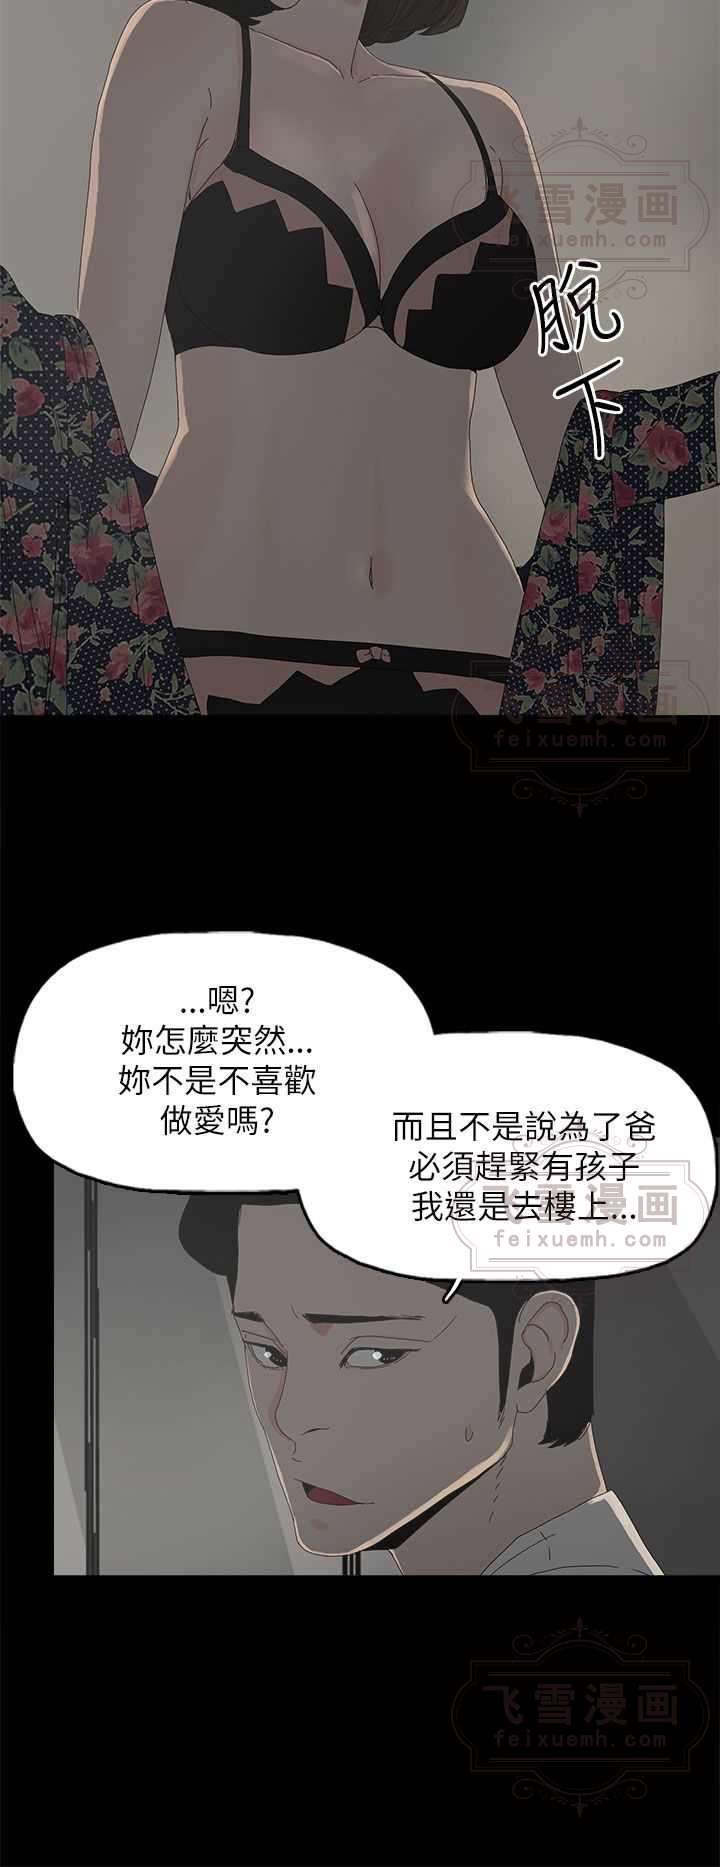 飞雪漫画
feixuemh.com
脫
下
飞雪漫画
feixuemh.com
...嗯?
妳怎麼突然...
妳不是不喜歡
做愛嗎?
而且不是說為了爸
必須趕緊有孩子
我還是去樓上...
飞雪漫画
feixuemh.com
飞雪漫画
feixuemh.com